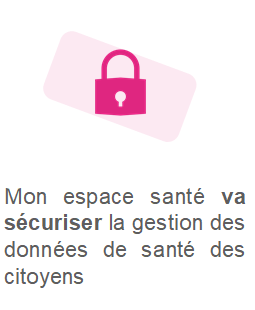 Mon espace santé va
sécuriser la gestion des
données de santé des
citoyens